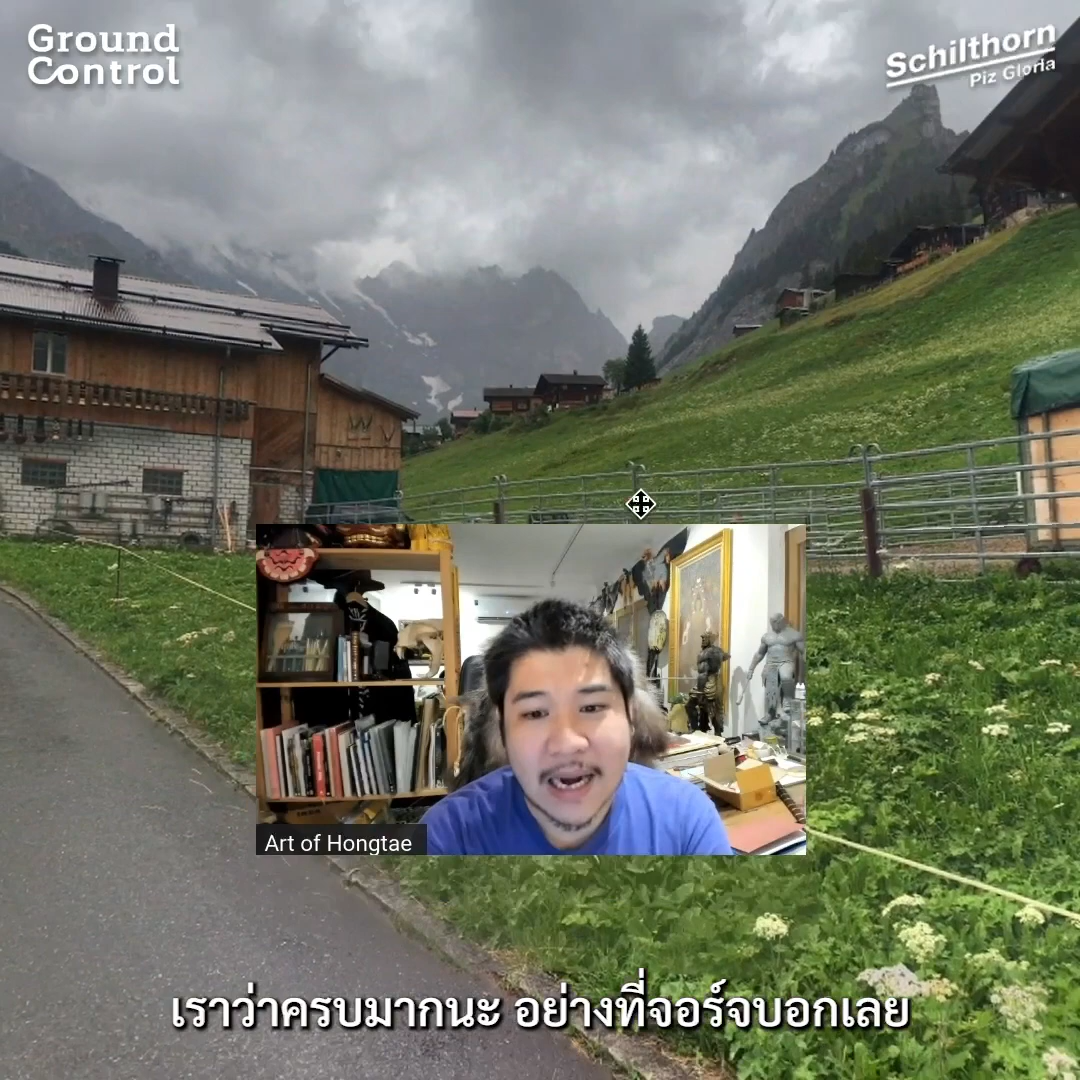 Ground
Control
Schilthorn
Piz Gloria
Art of Hongtae
เราว่าครบมากนะ อย่างที่จอร์จบอกเลย